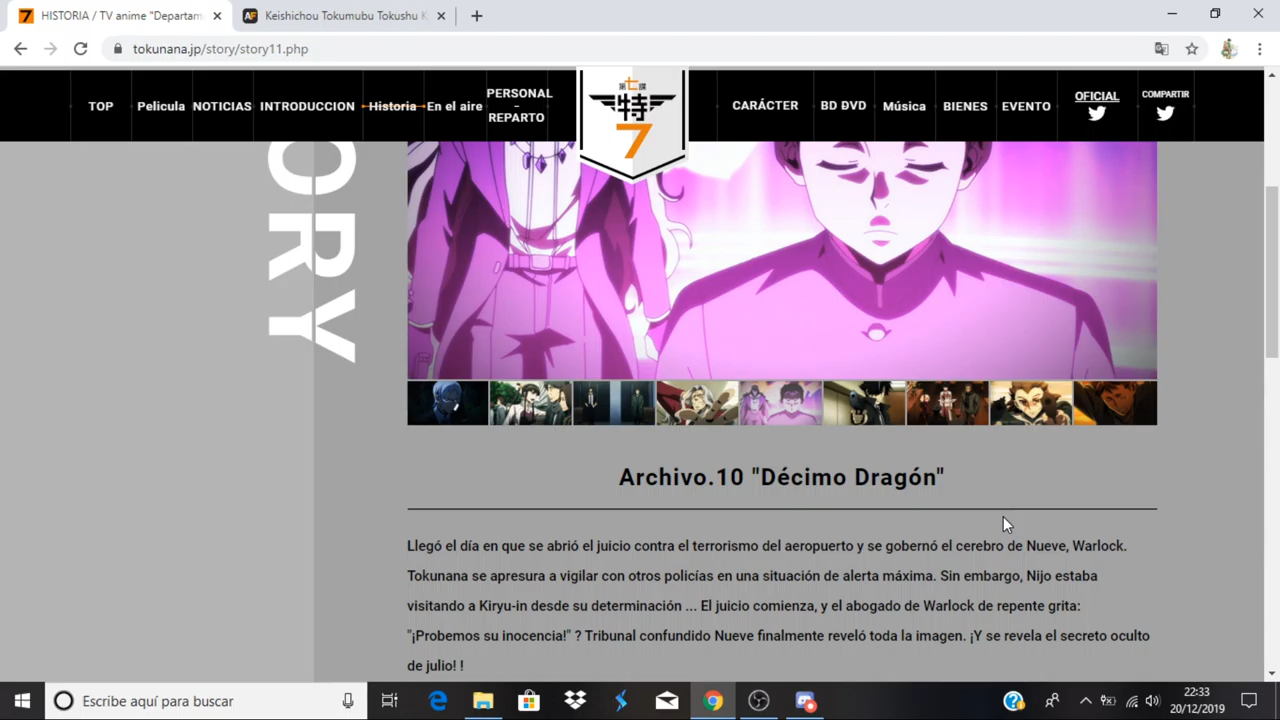 HISTORIA / TV anime "Departam
Keishichou Tokumubu Tokushu K
tokunana.jp/story/story11.php
TOP
Pelicula
NOTICIAS
INTRODUCCION
Historia
En el aire
PERSONAL
-
REPARTO
第七課
特
7
CARÁCTER
BD ĐVD
Música
BIENES
EVENTO
OFICIAL
COMPARTIR
ORY
Archivo.10 "Décimo Dragón"
Llegó el día en que se abrió el juicio contra el terrorismo del aeropuerto y se gobernó el cerebro de Nueve, Warlock.
Tokunana se apresura a vigilar con otros policías en una situación de alerta máxima. Sin embargo, Nijo estaba
visitando a Kiryu-in desde su determinación ... El juicio comienza, y el abogado de Warlock de repente grita:
"¡Probemos su inocencia!" ? Tribunal confundido Nueve finalmente reveló toda la imagen. ¡Y se revela el secreto oculto
de julio! !
Escribe aquí para buscar
22:33
20/12/2019